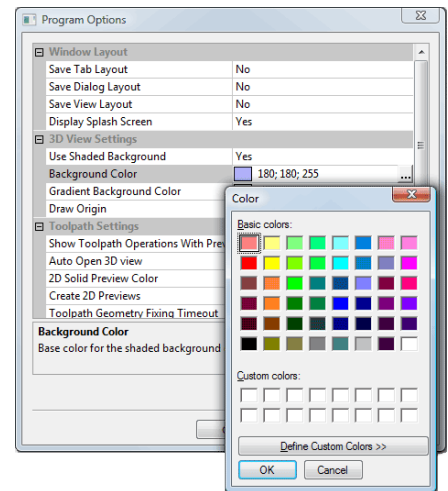 Program Options
Window Layout
Save Tab Layout No
Save Dialog Layout No
Save View Layout No
Display Splash Screen Yes
3D View Settings
Use Shaded Background Yes
Background Color 180; 180; 255 ...
Gradient Background Color
Draw Origin
Toolpath Settings
Show Toolpath Operations With
Auto Open 3D view
2D Solid Preview Color
Create 2D Previews
Toolpath Geometry Fixing Timeout
Background Color
Base color for the shaded background
Color
Basic colors:
Custom colors:
Define Custom Colors >>
OK Cancel